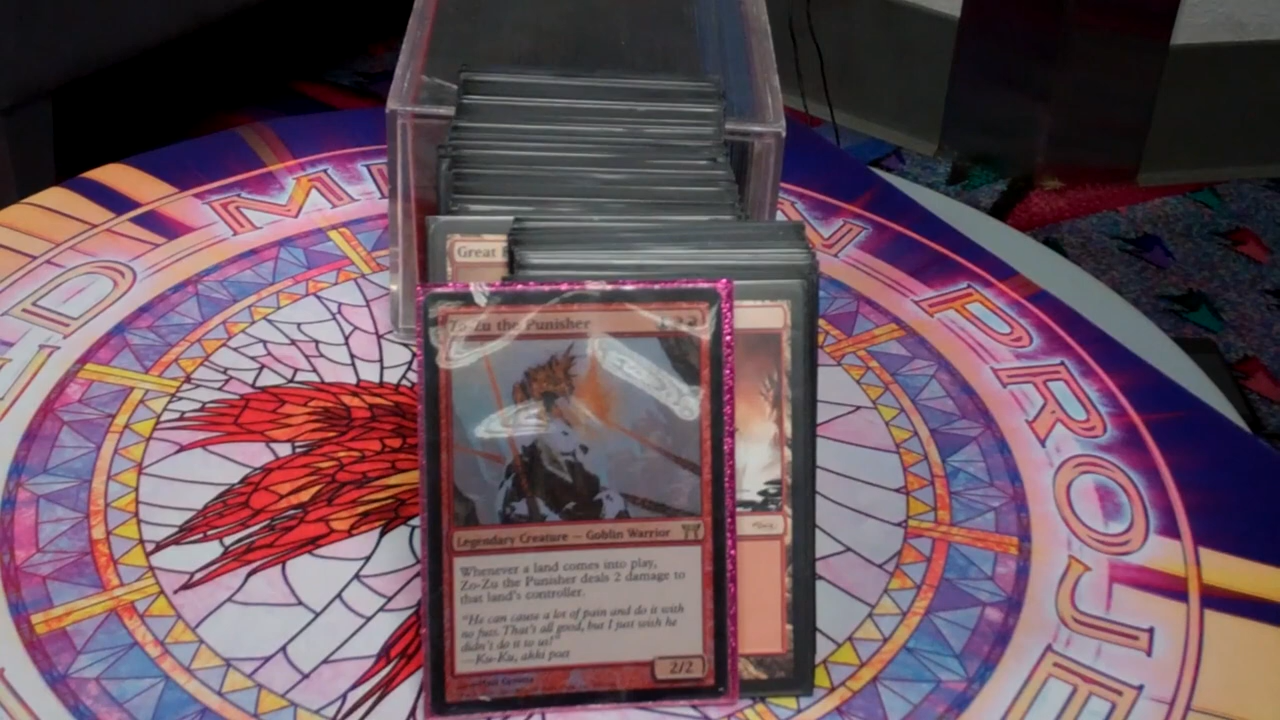 Great
Zo-Zu the Punisher
Legendary Creature — Goblin Warrior
Whenever a land comes into play,
Zo-Zu the Punisher deals 2 damage to
that land's controller.
"He can cause a lot of pain and do it with
no fuss. That's all good, but I just wish he
didn't do it to us!"
—Ku-Ku, akki poet
2/2
PROJE